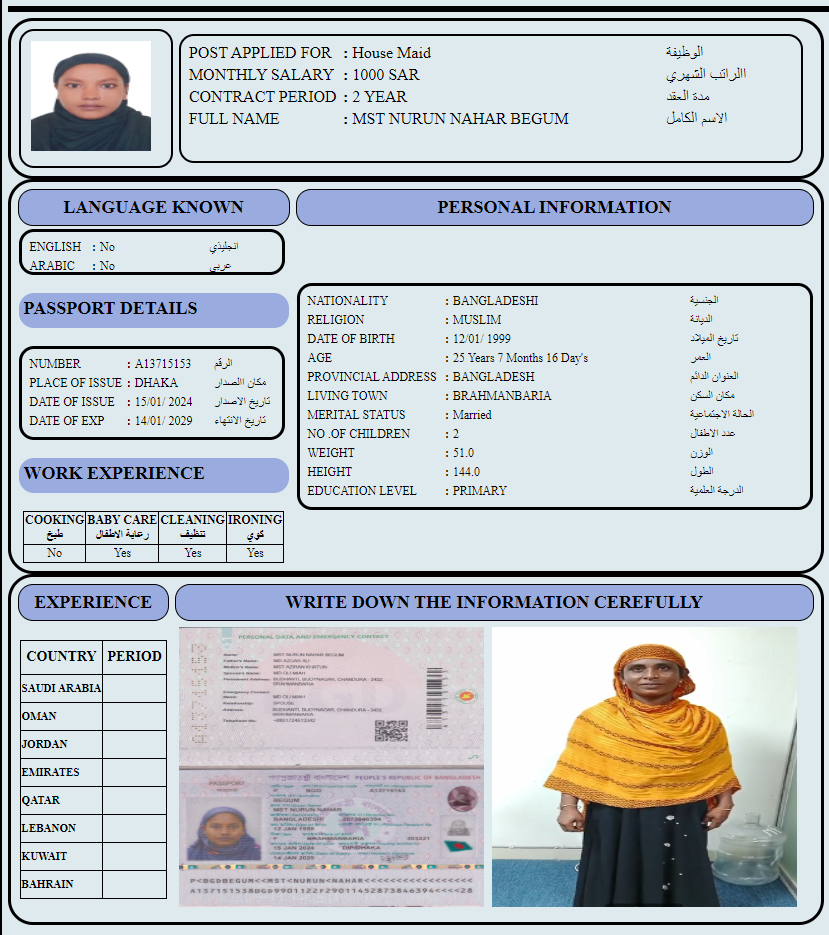 POST APPLIED FOR : House Maid الوظيفة
MONTHLY SALARY : 1000 SAR االراتب الشهري
CONTRACT PERIOD : 2 YEAR مدة العقد
FULL NAME : MST NURUN NAHAR BEGUM الاسم الكامل
LANGUAGE KNOWN
ENGLISH : No انجليذي
ARABIC : No عربي
PASSPORT DETAILS
NUMBER : A13715153 الرقم
PLACE OF ISSUE : DHAKA مكان االصدار
DATE OF ISSUE : 15/01/ 2024 تاريخ الاصدار
DATE OF EXP : 14/01/ 2029 تاريخ الانتهاء
WORK EXPERIENCE
COOKING BABY CARE CLEANING IRONING
طبخ رعاية الاطفال تنظيف كوي
No Yes Yes Yes
PERSONAL INFORMATION
NATIONALITY : BANGLADESHI الجنسية
RELIGION : MUSLIM الديانة
DATE OF BIRTH : 12/01/ 1999 تاريخ الميلاد
AGE : 25 Years 7 Months 16 Day's العمر
PROVINCIAL ADDRESS : BANGLADESH العنوان الدائم
LIVING TOWN : BRAHMANBARIA مكان السكن
MERITAL STATUS : Married الحالة الاجتماعية
NO .OF CHILDREN : 2 عدد الاطفال
WEIGHT : 51.0 الوزن
HEIGHT : 144.0 الطول
EDUCATION LEVEL : PRIMARY الدرجة العلمية
EXPERIENCE
COUNTRY PERIOD
SAUDI ARABIA
OMAN
JORDAN
EMIRATES
QATAR
LEBANON
KUWAIT
BAHRAIN
WRITE DOWN THE INFORMATION CEREFULLY
PERSONAL DATA AND EMERGENCY CONTACT
MST NURUN NAHAR BEGUM
MD AZGAR ALI
MD OLI MIAH
Emergency Contact
MD OLI MIAH
SPOUSE
PASSPORT
PEOPLE'S REPUBLIC OF BANGLADESH
BGD
BEGUM
MST NURUN NAHAR
BANGLADESHI
12 JAN 1999
F BRAHMANBARIA
15 JAN 2024 DIP/DHAKA
14 JAN 2029
P<BGDBEGUM<<MST<NURUN<NAHAR<<<<<<<<<<<<<<<<<